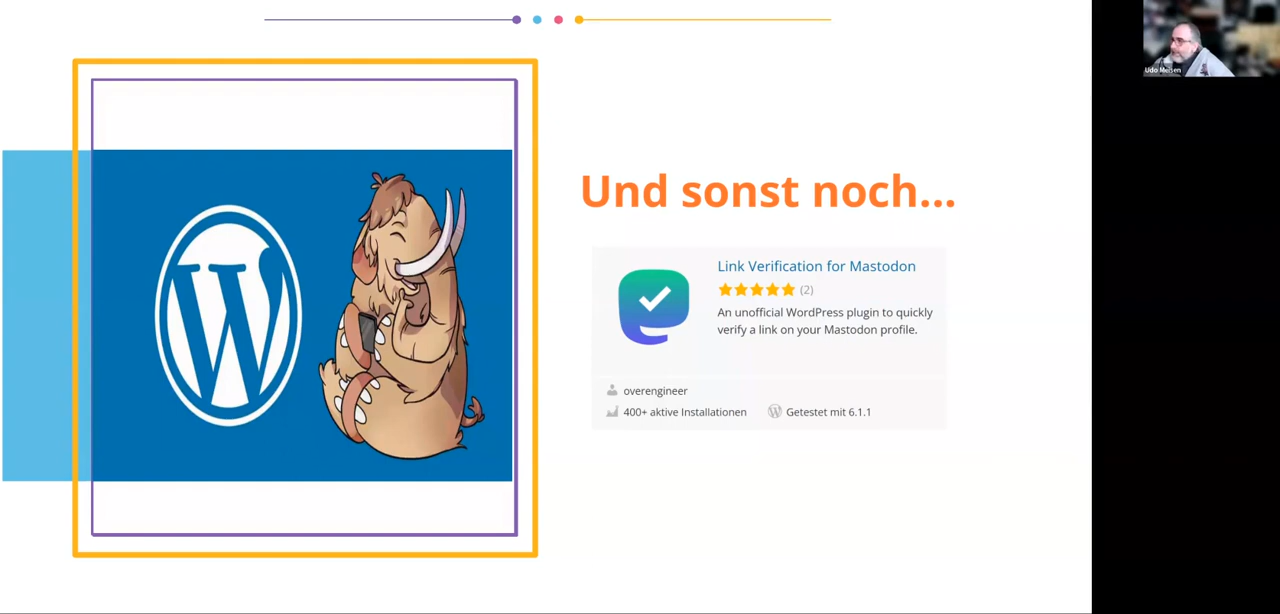 Udo Meisen
Und sonst noch...
Link Verification for Mastodon
(2)
An unofficial WordPress plugin to quickly
verify a link on your Mastodon profile.
overengineer
400+ aktive Installationen
Getestet mit 6.1.1